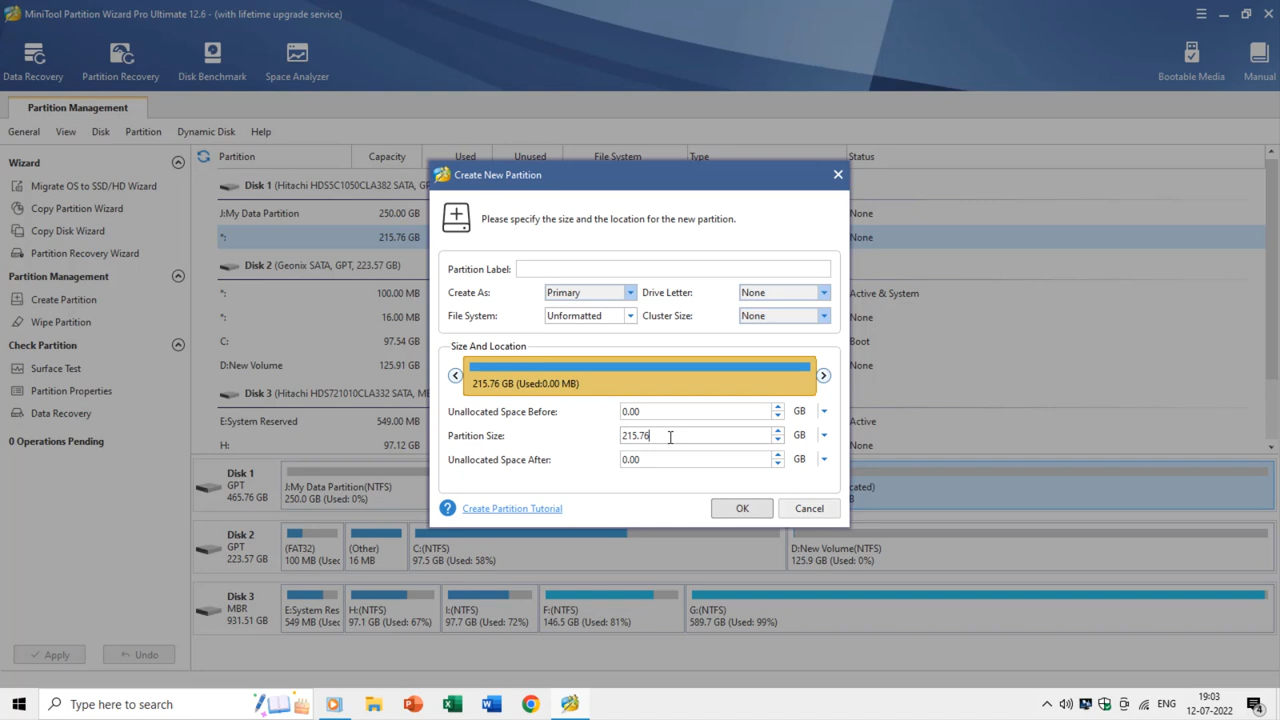 MiniTool Partition Wizard Pro Ultimate 12.6 - (with lifetime upgrade service)
Data Recovery
Partition Recovery
Disk Benchmark
Space Analyzer
Bootable Media
Manual
Partition Management
General View Disk Partition Dynamic Disk Help
Wizard
Migrate OS to SSD/HD Wizard
Copy Partition Wizard
Copy Disk Wizard
Partition Recovery Wizard
Partition Management
Create Partition
Wipe Partition
Check Partition
Surface Test
Partition Properties
Data Recovery
0 Operations Pending
Apply
Undo
Partition Capacity Used Unused File System Type Status
Disk 1 (Hitachi HDS5C1050CLA382 SATA, GP
J:My Data Partition 250.00 GB None
*: 215.76 GB None
Disk 2 (Geonix SATA, GPT, 223.57 GB)
*: 100.00 MB Active & System
*: 16.00 MB None
C: 97.54 GB Boot
D:New Volume 125.91 GB None
Disk 3 (Hitachi HDS721010CLA332 SATA, M
E:System Reserved 549.00 MB None
H: 97.12 GB None
Create New Partition
Please specify the size and the location for the new partition.
Partition Label:
Create As: Primary Drive Letter: None
File System: Unformatted Cluster Size: None
Size And Location
215.76 GB (Used:0.00 MB)
Unallocated Space Before: 0.00 GB
Partition Size: 215.76 GB
Unallocated Space After: 0.00 GB
Create Partition Tutorial
OK
Cancel
Disk 1
GPT
465.76 GB
J:My Data Partition(NTFS)
250.0 GB (Used: 0%)
cated)
Disk 2
GPT
223.57 GB
(FAT32)
100 MB (Usec
(Other)
16 MB
C:(NTFS)
97.5 GB (Used: 58%)
D:New Volume(NTFS)
125.9 GB (Used: 0%)
Disk 3
MBR
931.51 GB
E:System Res
549 MB (Usec
H:(NTFS)
97.1 GB (Used: 67%)
I:(NTFS)
97.7 GB (Used: 72%)
F:(NTFS)
146.5 GB (Used: 81%)
G:(NTFS)
589.7 GB (Used: 99%)
Type here to search
ENG
19:03
12-07-2022
4